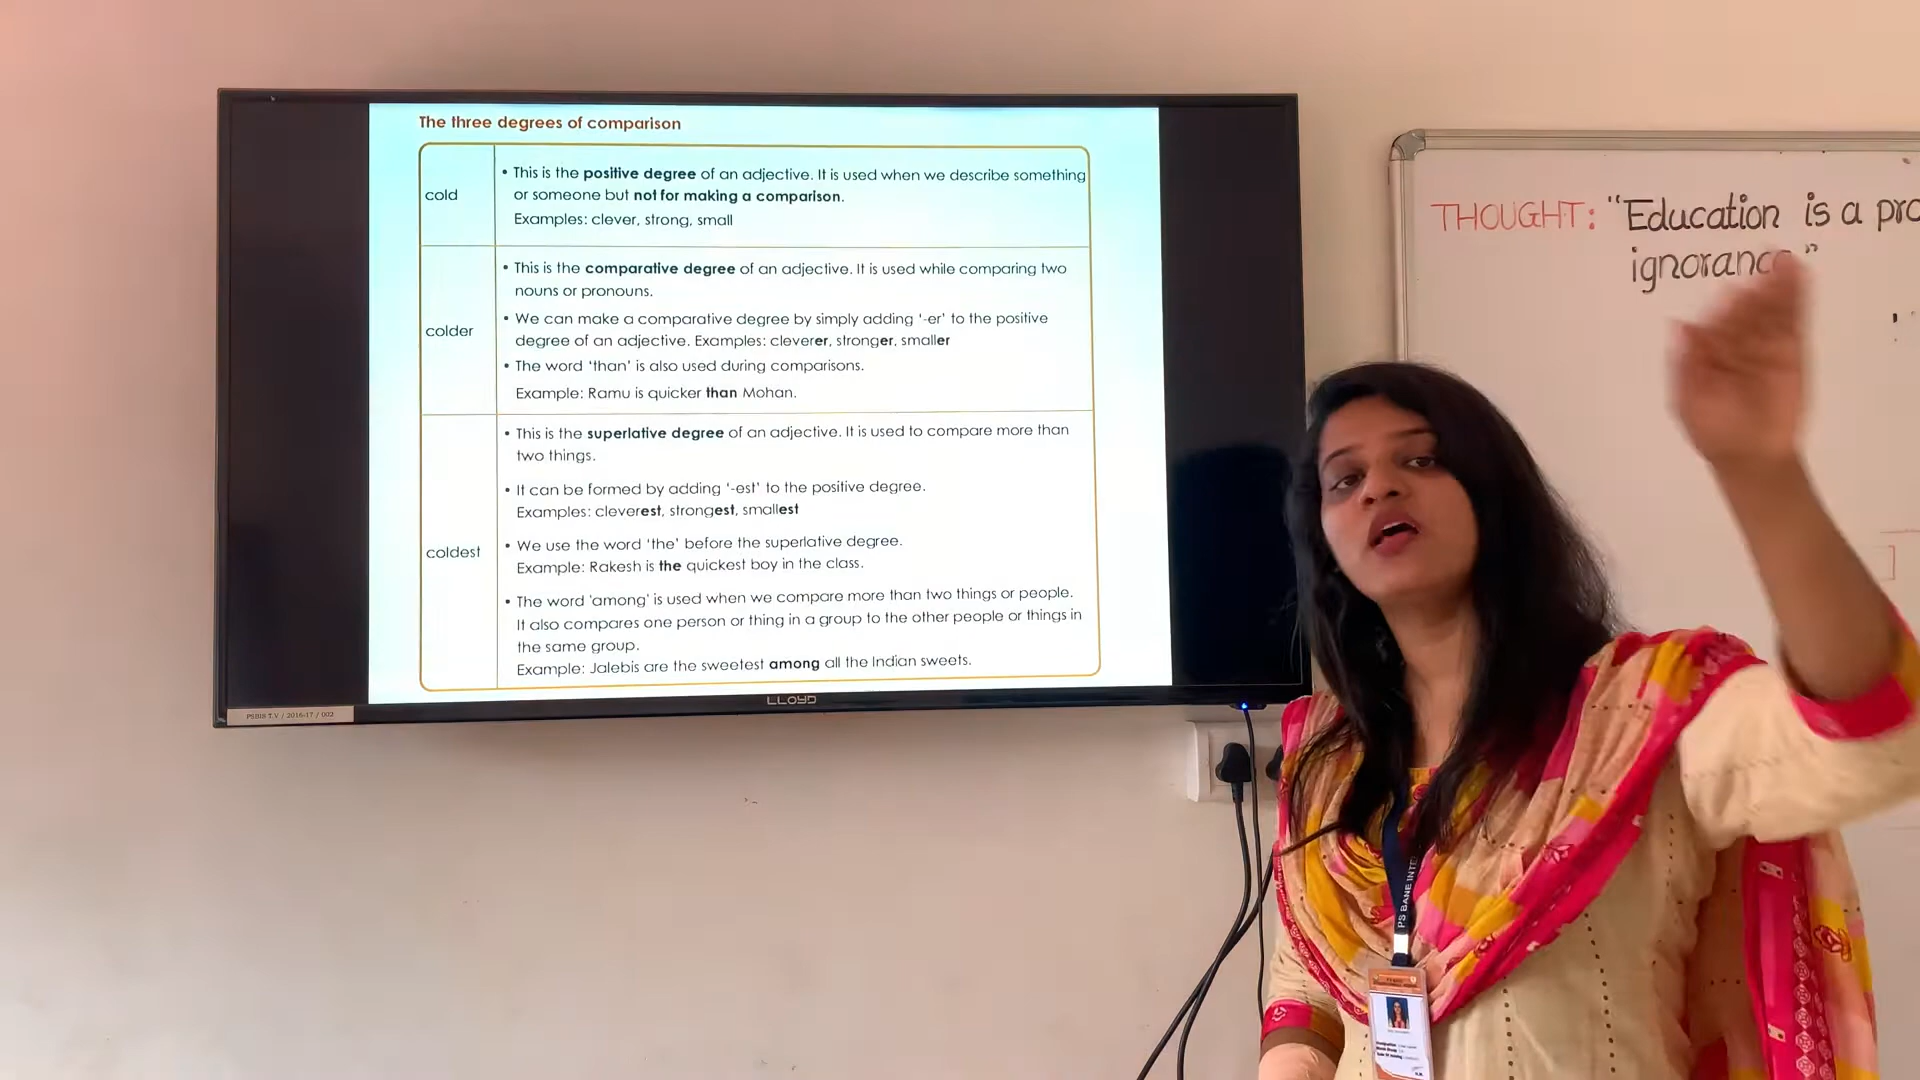 The three degrees of comparison
cold
• This is the positive degree of an adjective. It is used when we describe something
or someone but not for making a comparison.
Examples: clever, strong, small
colder
• This is the comparative degree of an adjective. It is used while comparing two
nouns or pronouns.
• We can make a comparative degree by simply adding ‘-er’ to the positive
degree of an adjective. Examples: cleverer, stronger, smaller
• The word ‘than’ is also used during comparisons.
Example: Ramu is quicker than Mohan.
coldest
• This is the superlative degree of an adjective. It is used to compare more than
two things.
• It can be formed by adding ‘-est’ to the positive degree.
Examples: cleverest, strongest, smallest
• We use the word ‘the’ before the superlative degree.
Example: Rakesh is the quickest boy in the class.
• The word 'among' is used when we compare more than two things or people.
It also compares one person or thing in a group to the other people or things in
the same group.
Example: Jalebis are the sweetest among all the Indian sweets.
LLOYD
PSBIS T.V / 2016-17 / 002
THOUGHT: "Education is a pro
ignorance"
PS BANE INTE